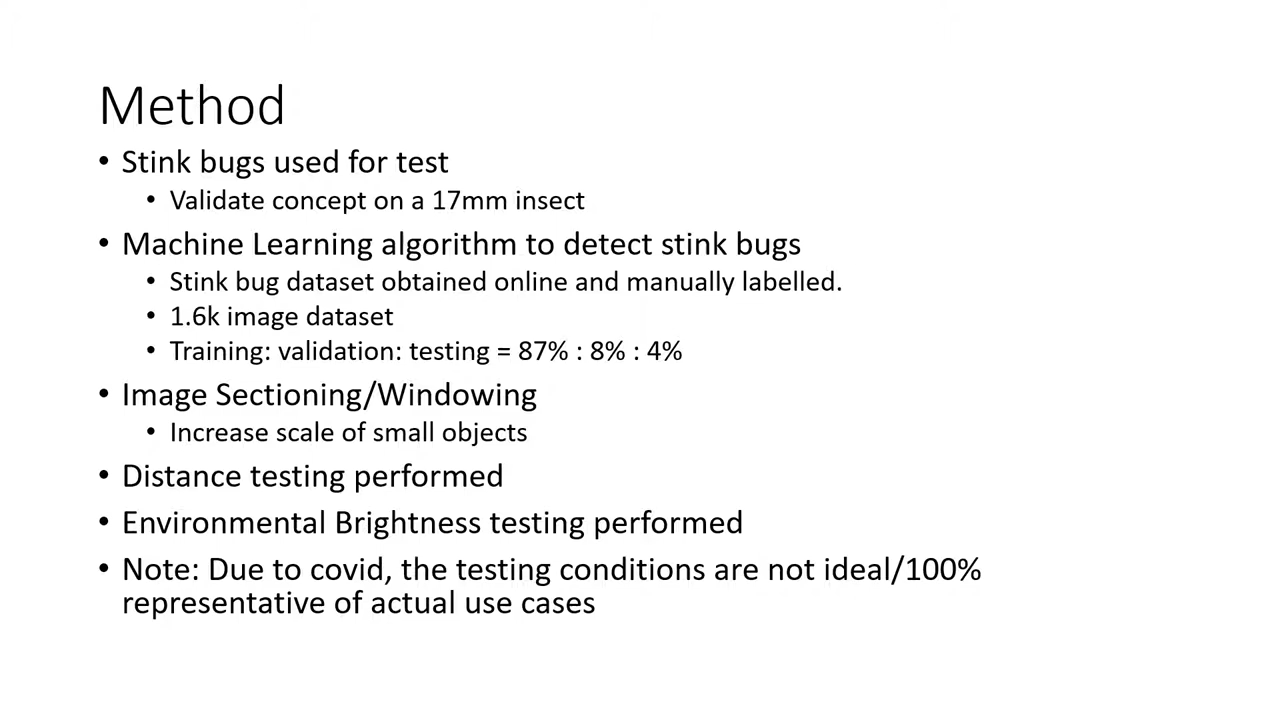 Method
• Stink bugs used for test
• Validate concept on a 17mm insect
• Machine Learning algorithm to detect stink bugs
• Stink bug dataset obtained online and manually labelled.
• 1.6k image dataset
• Training: validation: testing = 87% : 8% : 4%
• Image Sectioning/Windowing
• Increase scale of small objects
• Distance testing performed
• Environmental Brightness testing performed
• Note: Due to covid, the testing conditions are not ideal/100%
representative of actual use cases